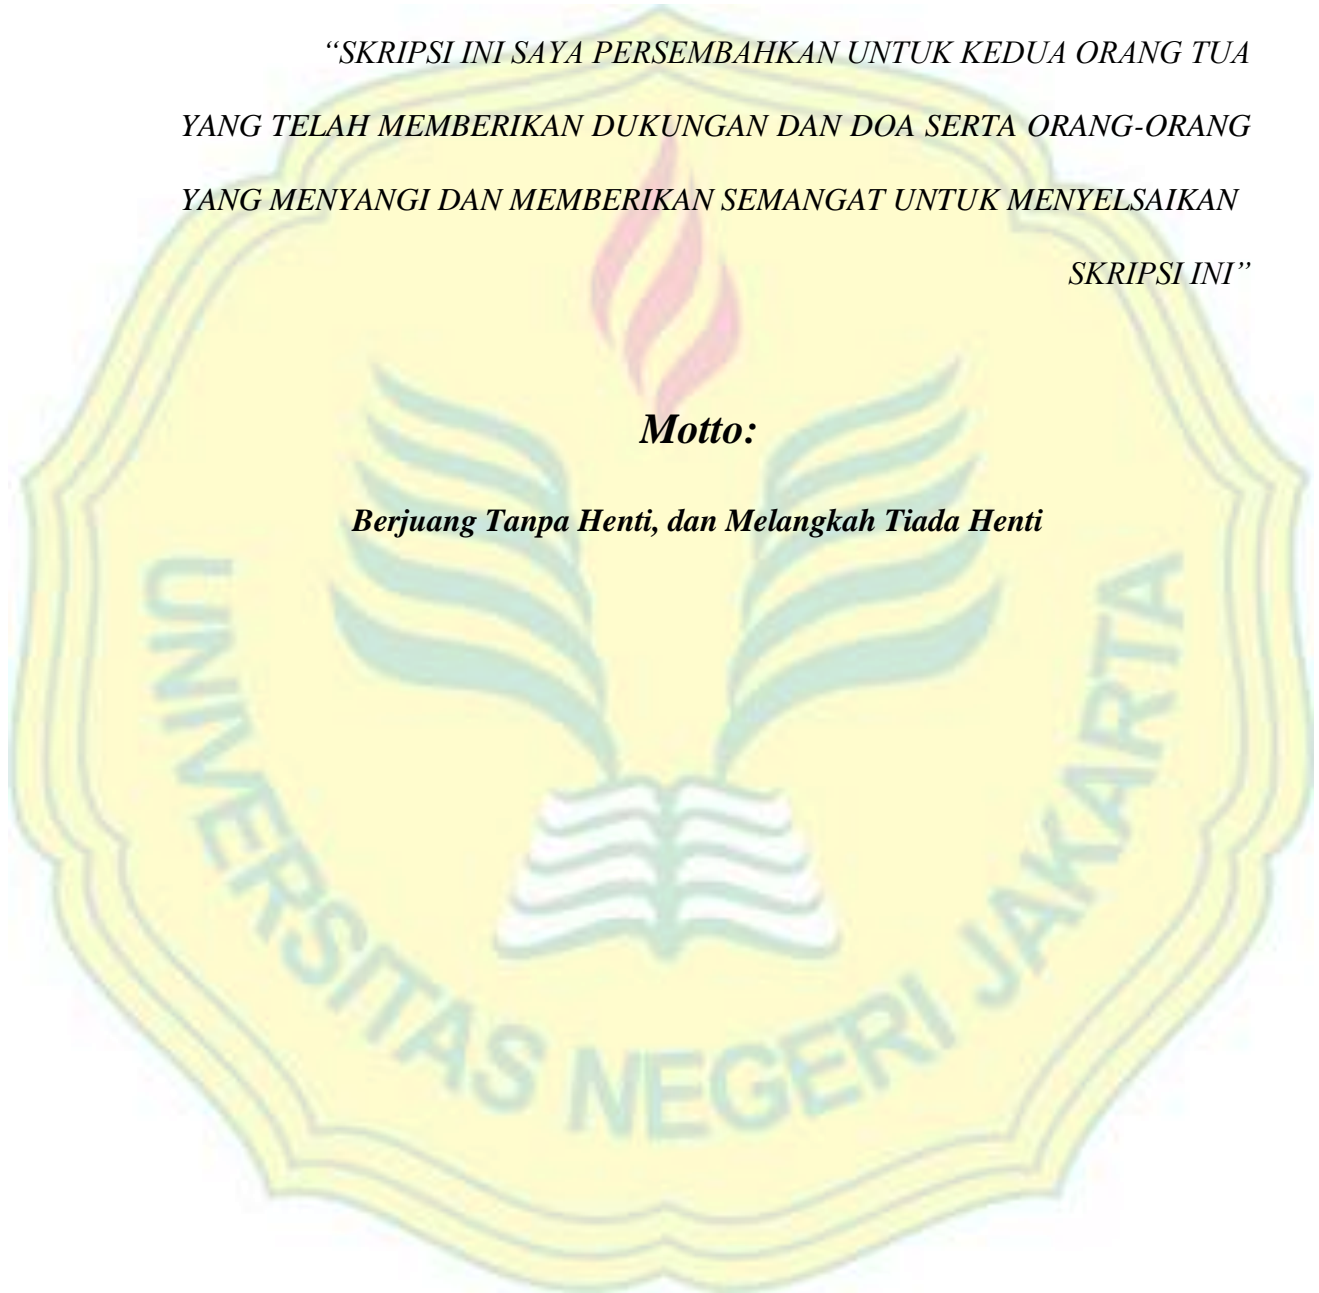 “SKRIPSI INI SAYA PERSEMBAHKAN UNTUK KEDUA ORANG TUA
YANG TELAH MEMBERIKAN DUKUNGAN DAN DOA SERTA ORANG-ORANG
YANG MENYANGI DAN MEMBERIKAN SEMANGAT UNTUK MENYELSAIKAN
SKRIPSI INI”
Motto:
Berjuang Tanpa Henti, dan Melangkah Tiada Henti
UNIVERSITAS NEGERI JAKARTA